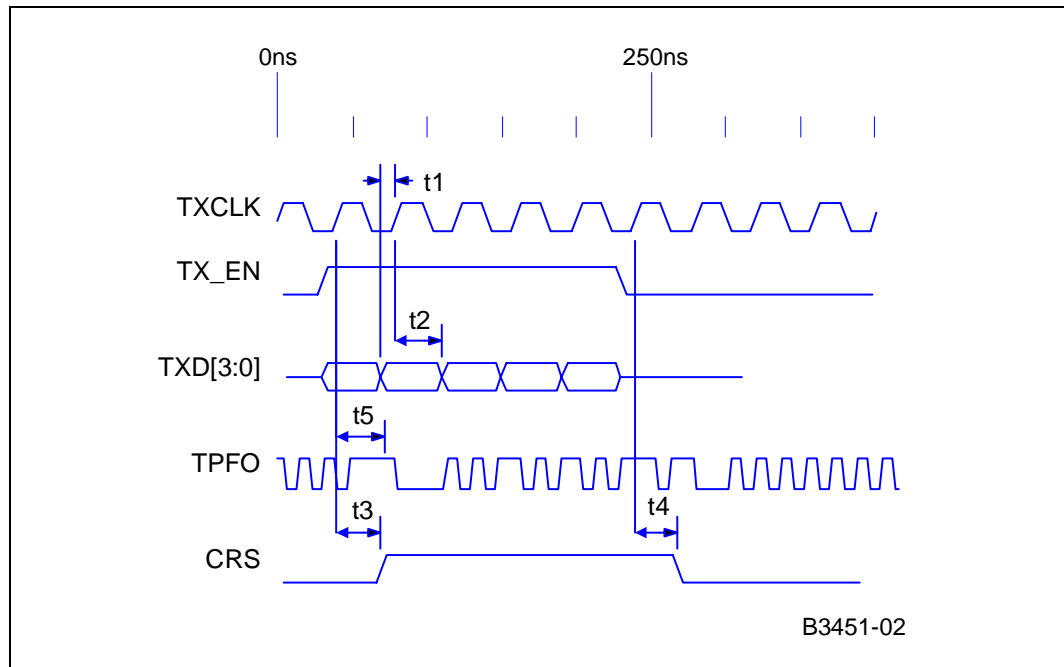 0ns 250ns
t1
TXCLK
TX_EN
t2
TXD[3:0]
t5
TPFO
t3 t4
CRS
B3451-02